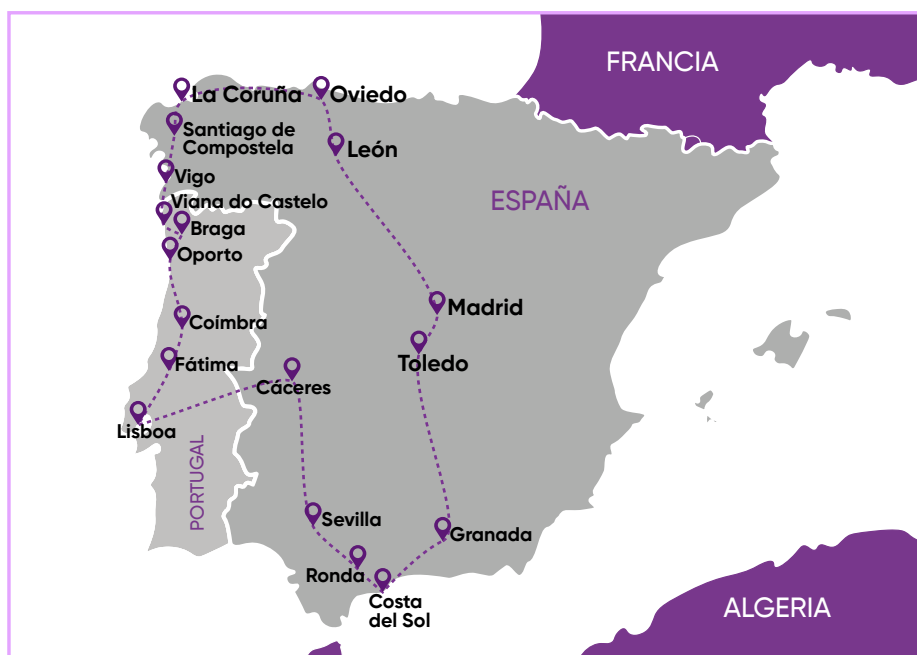 FRANCIA
La Coruña
Oviedo
Santiago de
Compostela
León
Vigo
ESPAÑA
Viana do Castelo
Braga
Oporto
Madrid
Coímbra
Toledo
Fátima
Cáceres
Lisboa
PORTUGAL
Sevilla
Granada
Ronda
Costa
del Sol
ALGERIA